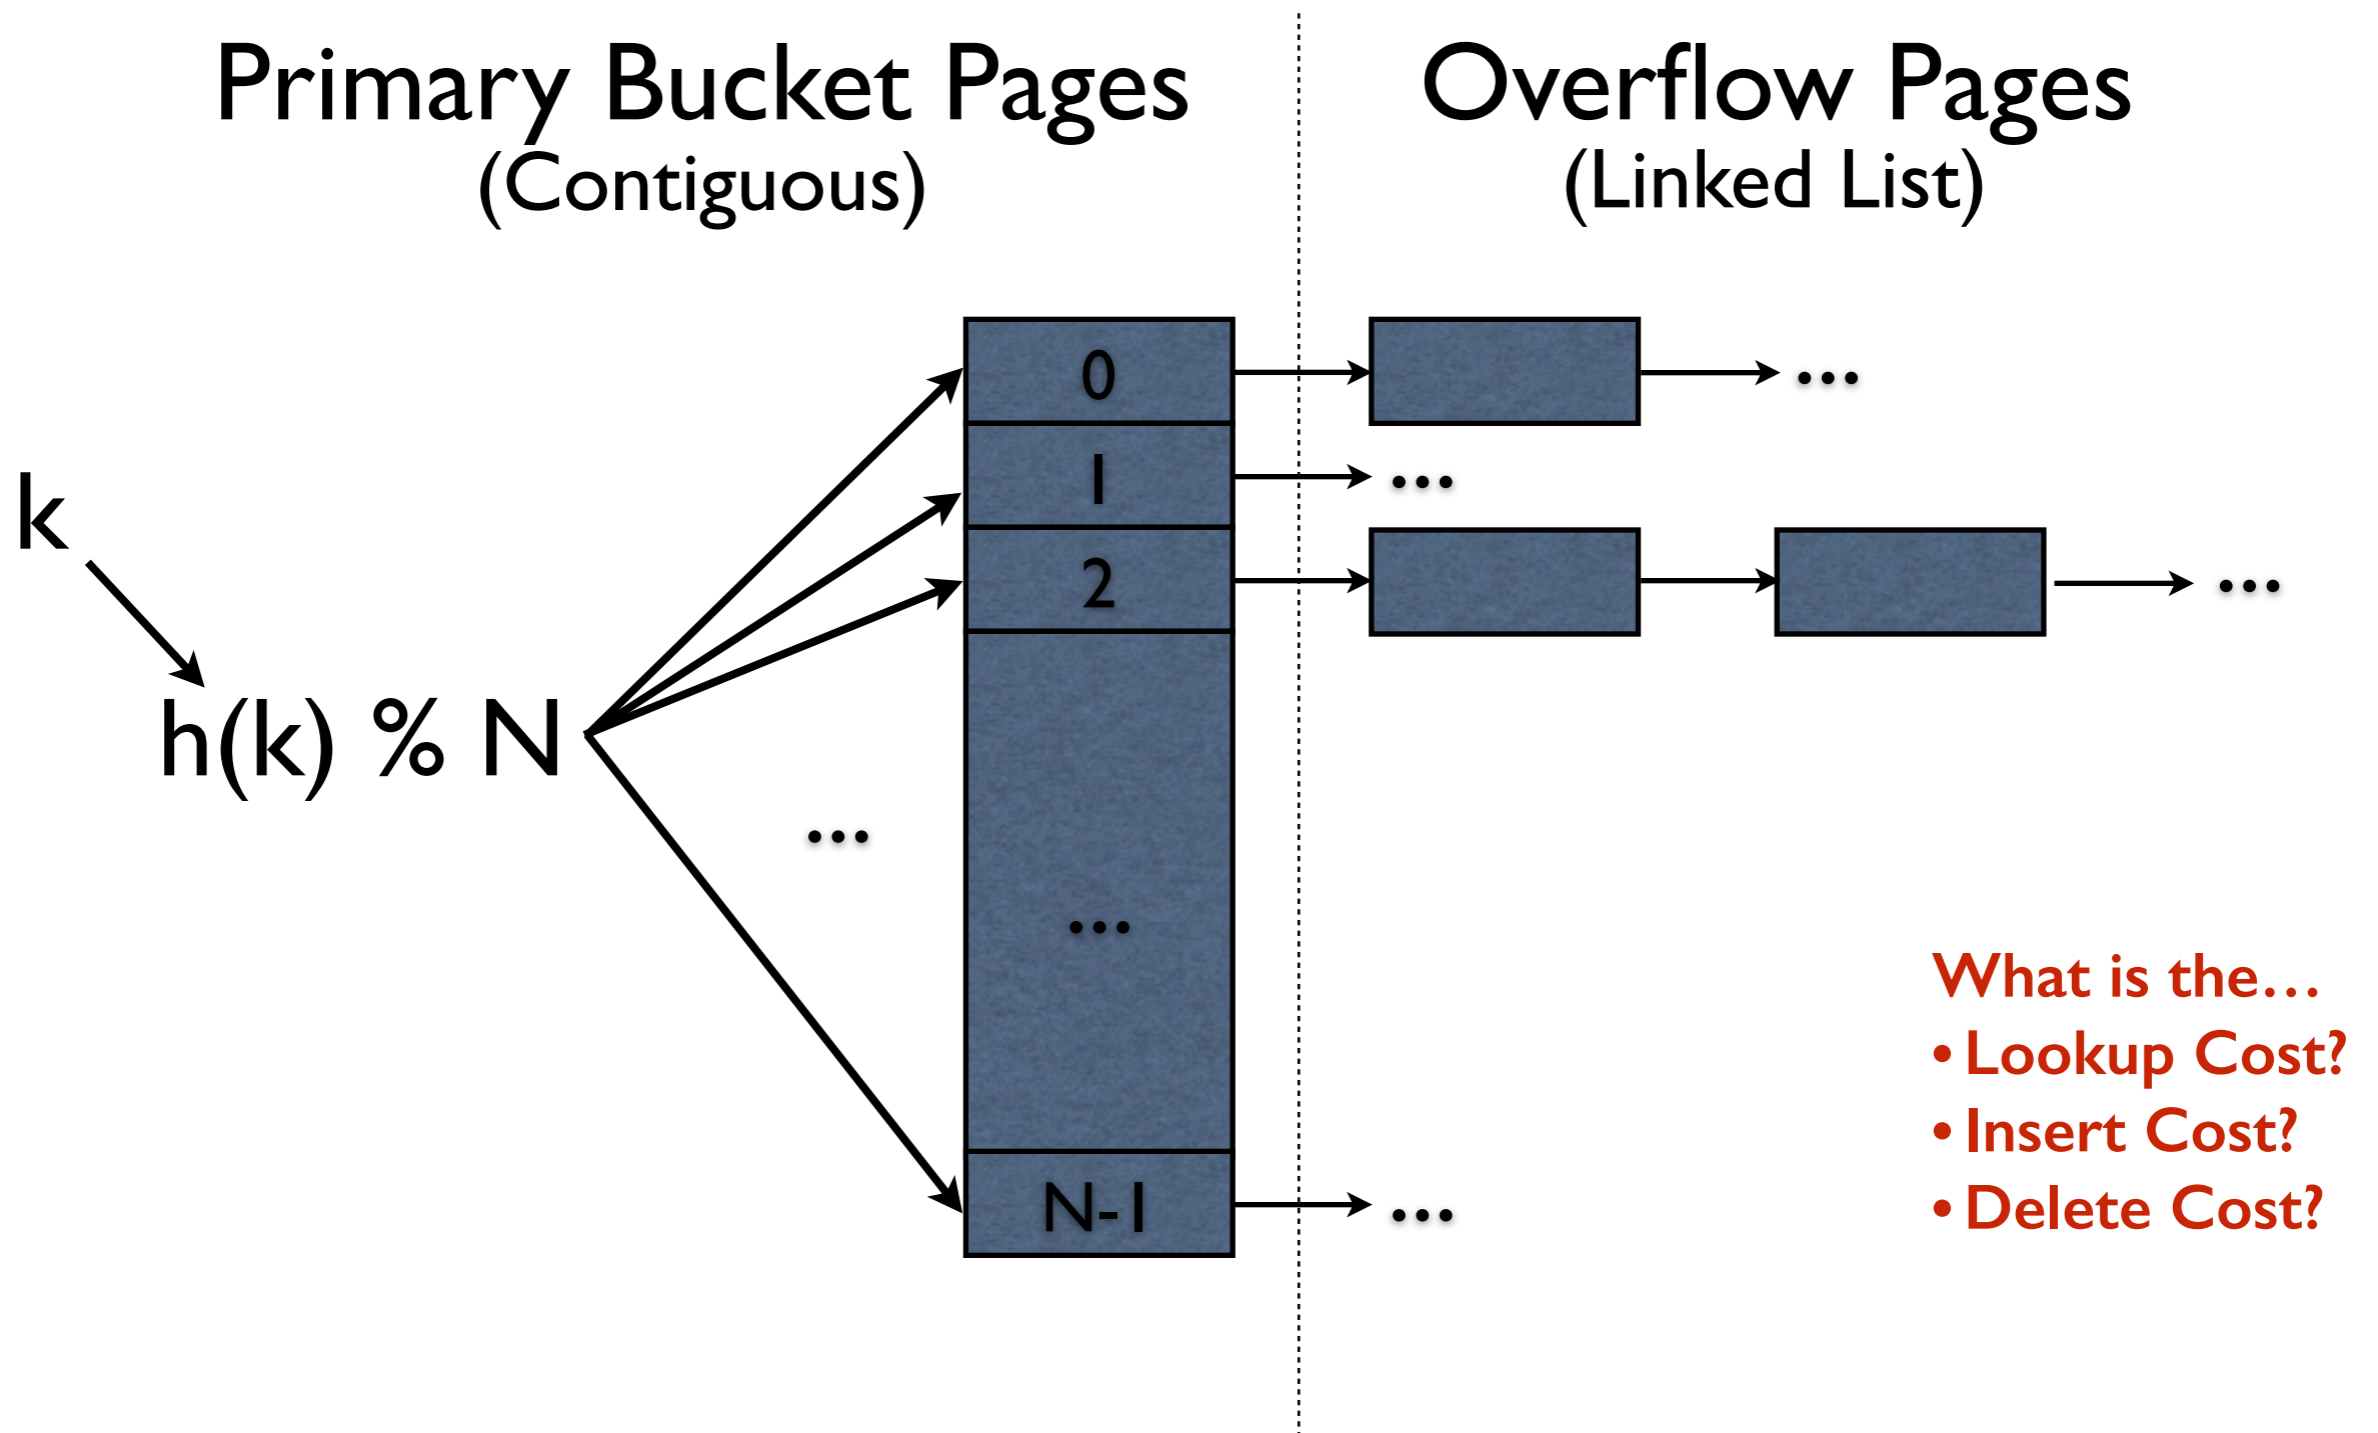 Primary Bucket Pages
(Contiguous)
Overflow Pages
(Linked List)
k
h(k) % N
...
0
1
2
...
N-1
...
...
...
...
What is the...
• Lookup Cost?
• Insert Cost?
• Delete Cost?